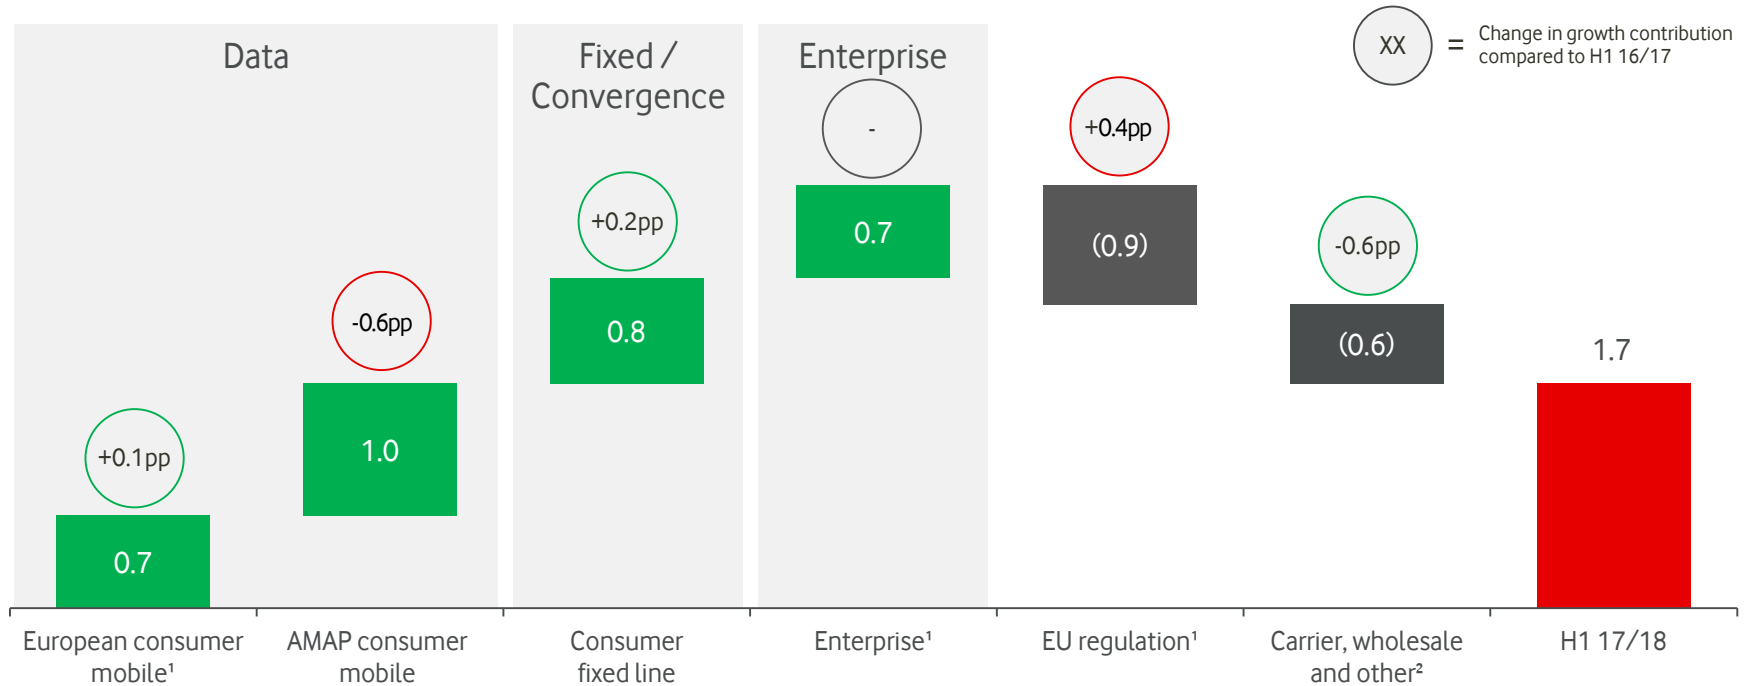 Data
Fixed /
Convergence
Enterprise
XX
=
Change in growth contribution
compared to H1 16/17
-
+0.4pp
+0.2pp
-0.6pp
-0.6pp
+0.1pp
0.7
(0.9)
0.8
(0.6)
1.7
1.0
0.7
European consumer
mobile¹
AMAP consumer
mobile
Consumer
fixed line
Enterprise¹
EU regulation¹
Carrier, wholesale
and other²
H1 17/18